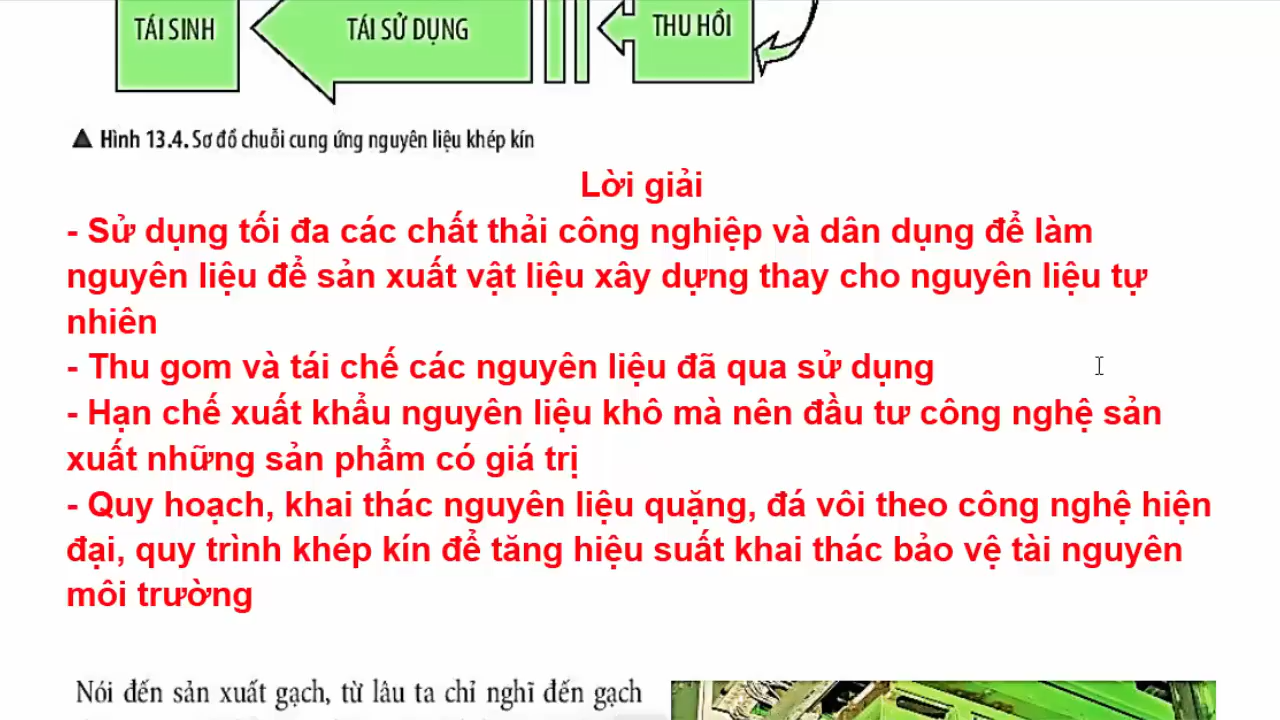 TÁI SINH
TÁI SỬ DỤNG
THU HỒI
Hình 13.4. Sơ đồ chuỗi cung ứng nguyên liệu khép kín
Lời giải
- Sử dụng tối đa các chất thải công nghiệp và dân dụng để làm
nguyên liệu để sản xuất vật liệu xây dựng thay cho nguyên liệu tự
nhiên
- Thu gom và tái chế các nguyên liệu đã qua sử dụng
- Hạn chế xuất khẩu nguyên liệu khô mà nên đầu tư công nghệ sản
xuất những sản phẩm có giá trị
- Quy hoạch, khai thác nguyên liệu quặng, đá vôi theo công nghệ hiện
đại, quy trình khép kín để tăng hiệu suất khai thác bảo vệ tài nguyên
môi trường
Nói đến sản xuất gạch, từ lâu ta chỉ nghĩ đến gạch